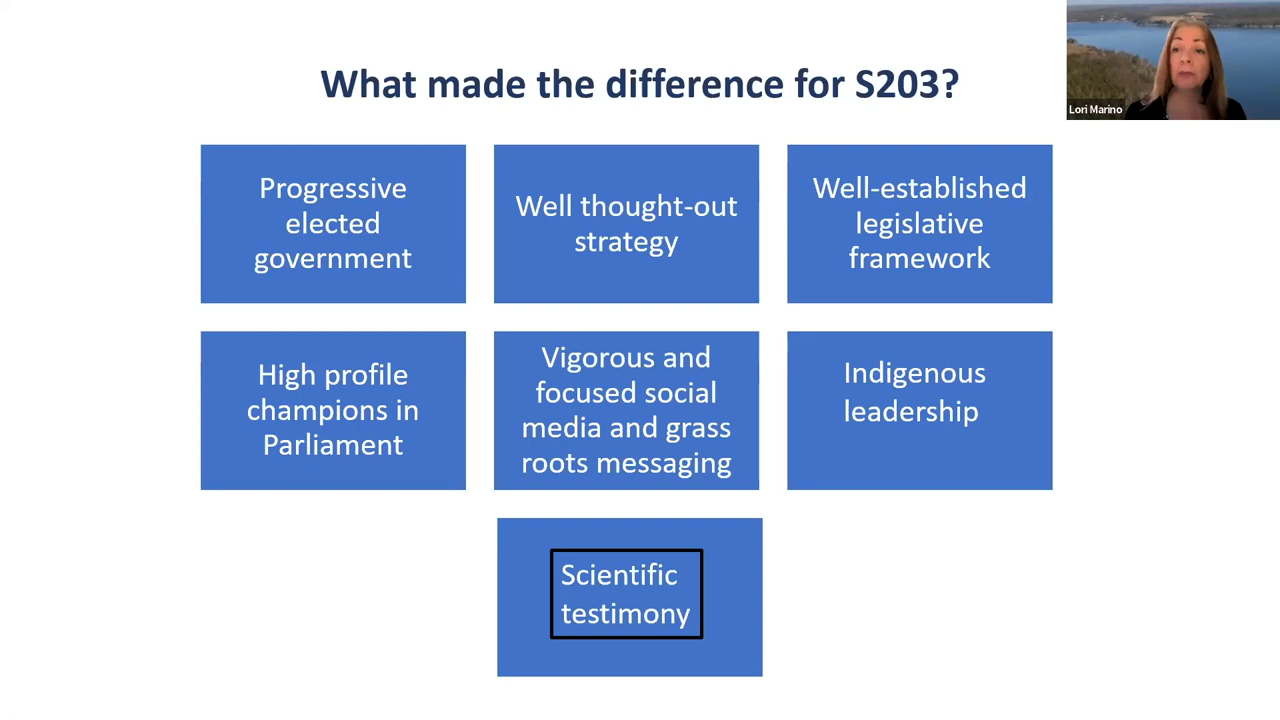 What made the difference for S203?
Lori Marino
Progressive
elected
government
Well thought-out
strategy
Well-established
legislative
framework
High profile
champions in
Parliament
Vigorous and
focused social
media and grass
roots messaging
Indigenous
leadership
Scientific
testimony